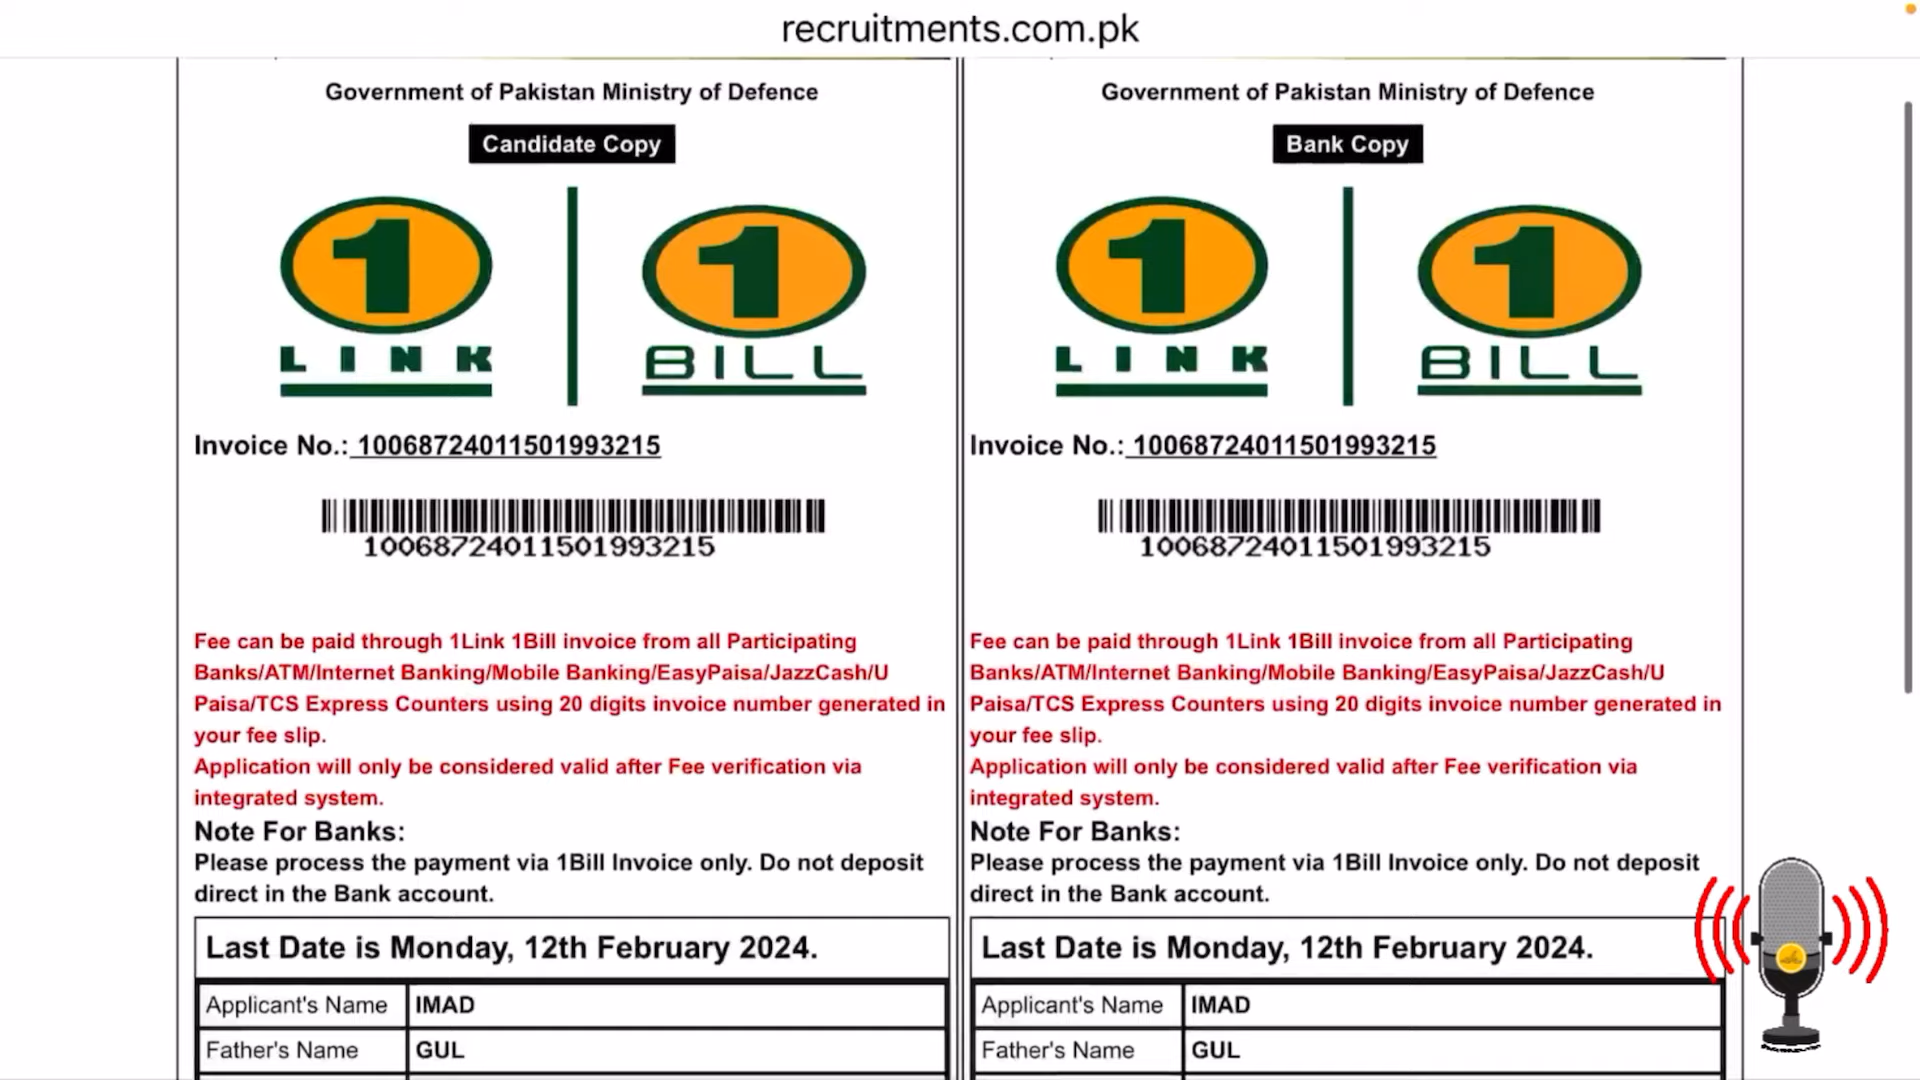 recruitments.com.pk
Government of Pakistan Ministry of Defence
Candidate Copy
1 | 1
LINK BILL
Invoice No.: 10068724011501993215
10068724011501993215
Fee can be paid through 1Link 1Bill invoice from all Participating
Banks/ATM/Internet Banking/Mobile Banking/EasyPaisa/JazzCash/U
Paisa/TCS Express Counters using 20 digits invoice number generated in
your fee slip.
Application will only be considered valid after Fee verification via
integrated system.
Note For Banks:
Please process the payment via 1Bill Invoice only. Do not deposit
direct in the Bank account.
Last Date is Monday, 12th February 2024.
Applicant's Name IMAD
Father's Name GUL
Government of Pakistan Ministry of Defence
Bank Copy
1 | 1
LINK BILL
Invoice No.: 10068724011501993215
10068724011501993215
Fee can be paid through 1Link 1Bill invoice from all Participating
Banks/ATM/Internet Banking/Mobile Banking/EasyPaisa/JazzCash/U
Paisa/TCS Express Counters using 20 digits invoice number generated in
your fee slip.
Application will only be considered valid after Fee verification via
integrated system.
Note For Banks:
Please process the payment via 1Bill Invoice only. Do not deposit
direct in the Bank account.
Last Date is Monday, 12th February 2024.
Applicant's Name IMAD
Father's Name GUL